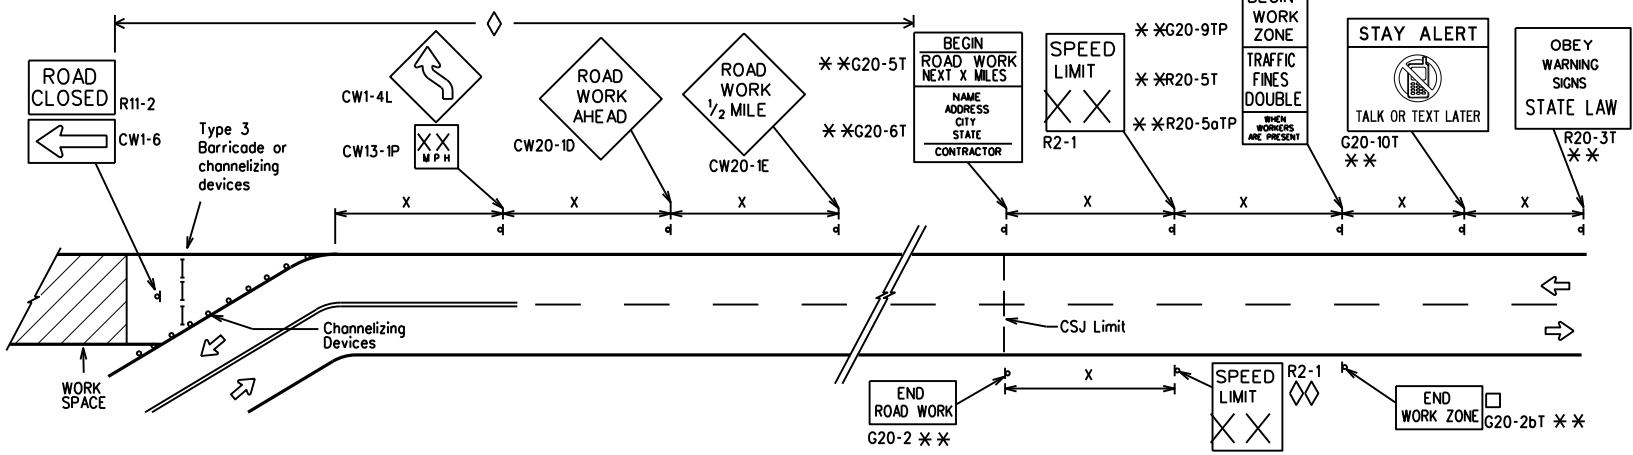 ROAD
CLOSED
R11-2
CW1-6
Type 3
Barricade or
channelizing
devices
CW1-4L
XX
MPH
CW13-1P
ROAD
WORK
AHEAD
CW20-1D
ROAD
WORK
1/2 MILE
CW20-1E
* *G20-5T
* *G20-6T
BEGIN
ROAD WORK
NEXT X MILES
NAME
ADDRESS
CITY
STATE
CONTRACTOR
SPEED
LIMIT
X X
R2-1
* *G20-9TP
* *R20-5T
* *R20-5aTP
BEGIN
WORK
ZONE
TRAFFIC
FINES
DOUBLE
WHEN
WORKERS
ARE PRESENT
STAY ALERT
TALK OR TEXT LATER
G20-10T
* *
OBEY
WARNING
SIGNS
STATE LAW
R20-3T
* *
X
X
X
X
X
X
X
Channelizing
Devices
WORK
SPACE
CSJ Limit
X
END
ROAD WORK
G20-2 * *
SPEED
LIMIT
X X
R2-1
END
WORK ZONE
G20-2bT * *